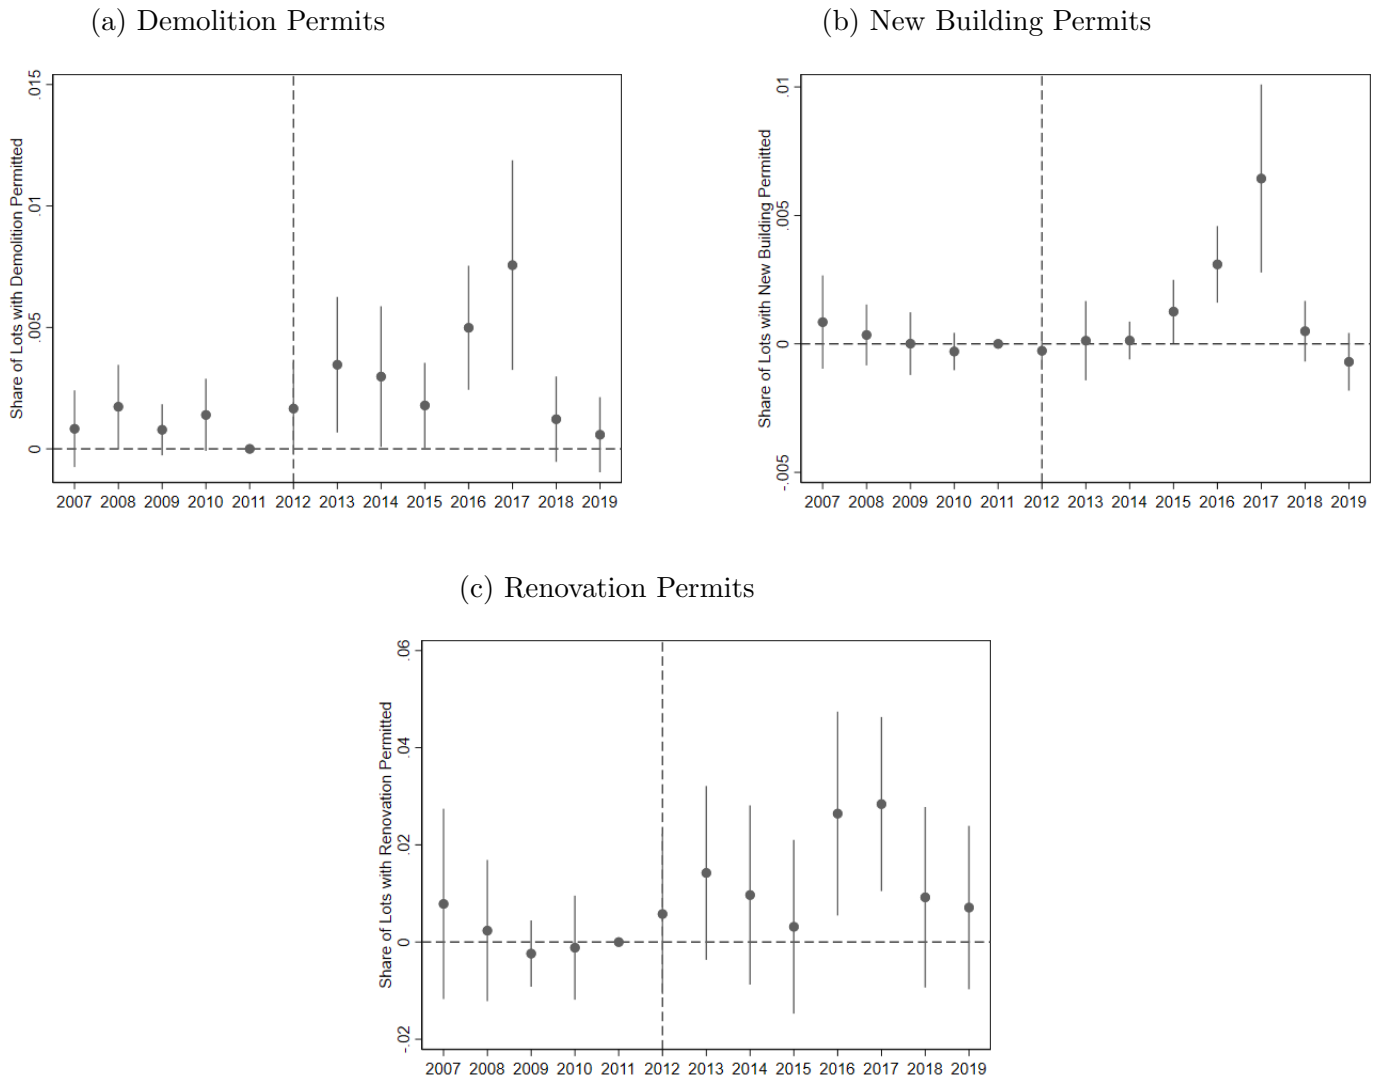 (a) Demolition Permits
(b) New Building Permits
Share of Lots with Demolition Permitted
.015
.01
.005
0
2007 2008 2009 2010 2011 2012 2013 2014 2015 2016 2017 2018 2019
Share of Lots with New Building Permitted
.01
.005
0
-.005
2007 2008 2009 2010 2011 2012 2013 2014 2015 2016 2017 2018 2019
(c) Renovation Permits
Share of Lots with Renovation Permitted
.06
.04
.02
0
-.02
2007 2008 2009 2010 2011 2012 2013 2014 2015 2016 2017 2018 2019